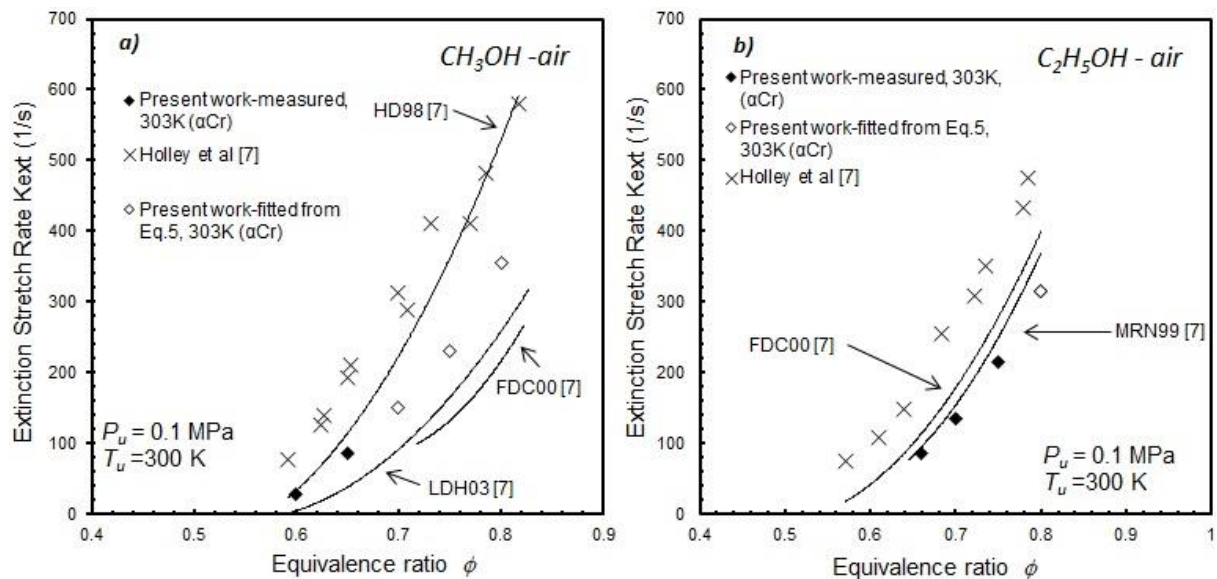 a)
CH3OH -air
Present work-measured,
303K (αCr)
Holley et al [7]
Present work-fitted from
Eq.5, 303K (αCr)
HD98 [7]
FDC00 [7]
LDH03 [7]
Pu = 0.1 MPa
Tu =300 K
Extinction Stretch Rate Kext (1/s)
700
600
500
400
300
200
100
0
0.4
0.5
0.6
0.7
0.8
0.9
Equivalence ratio ϕ
b)
C2H5OH - air
Present work-measured, 303K,
(αCr)
Present work-fitted from Eq.5,
303K (αCr)
Holley et al [7]
FDC00 [7]
MRN99 [7]
Pu = 0.1 MPa
Tu =300 K
Extinction Stretch Rate Kext (1/s)
700
600
500
400
300
200
100
0
0.4
0.5
0.6
0.7
0.8
0.9
1
Equivalence ratio ϕ